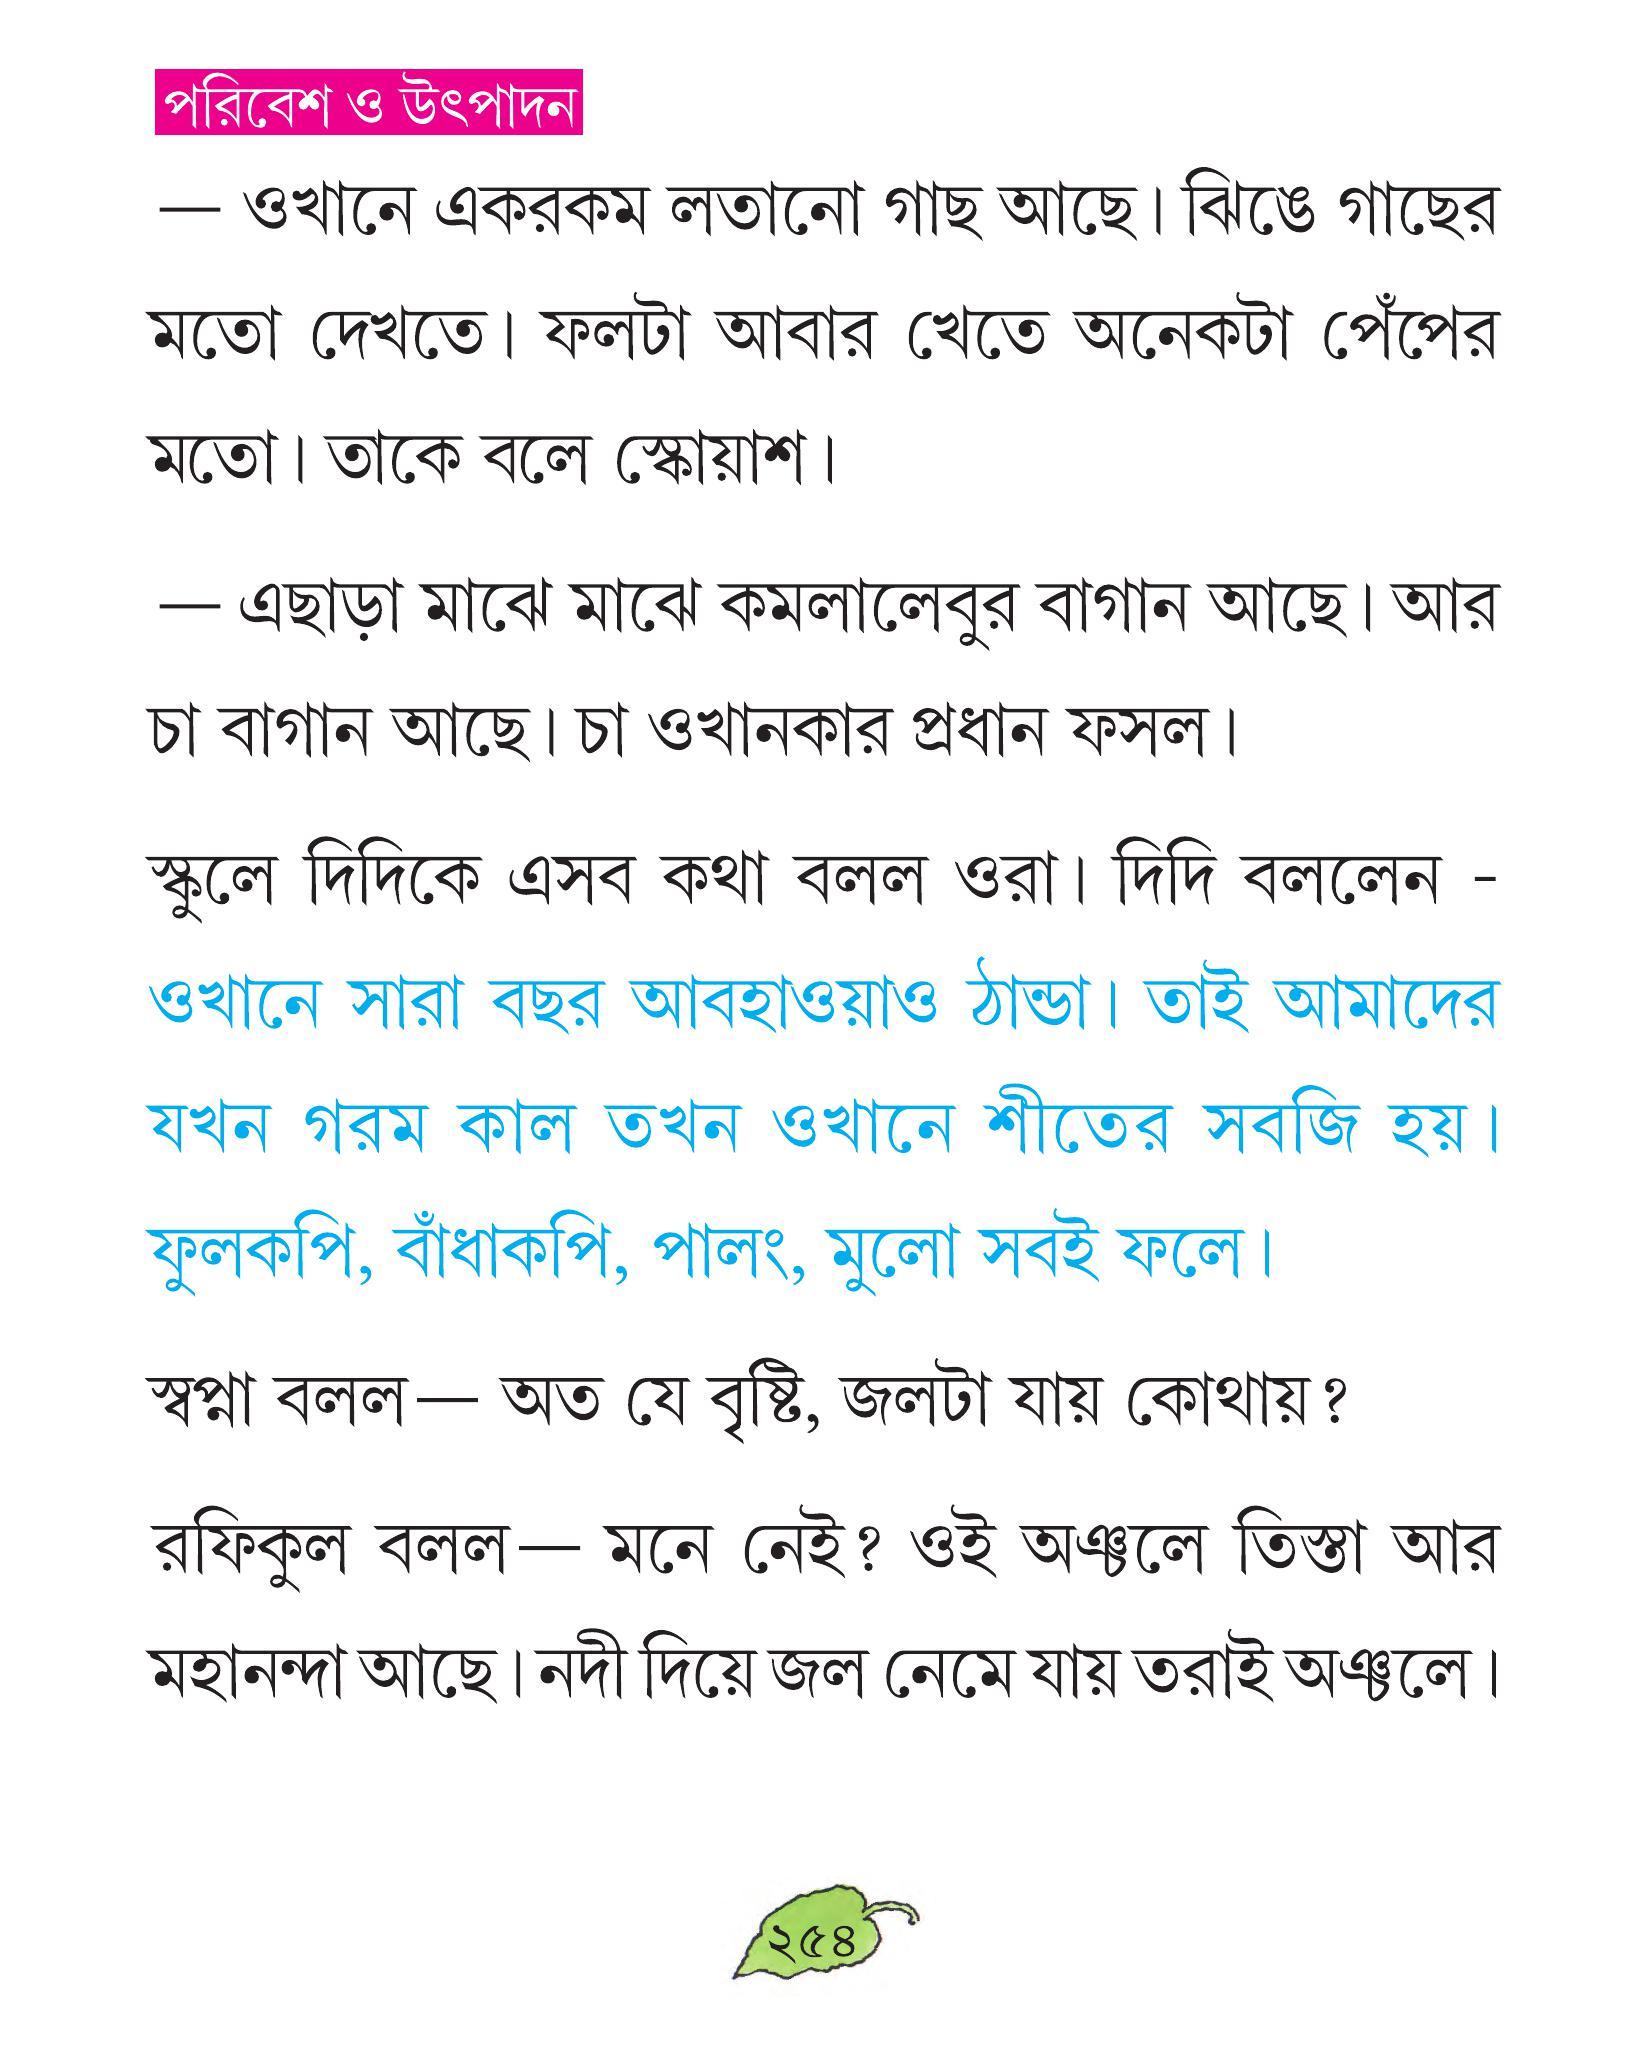 পরিবেশ ও উৎপাদন
— ওখানে একরকম লতানো গাছ আছে। ঝিঙে গাছের
মতো দেখতে। ফলটা আবার খেতে অনেকটা পেঁপের
মতো। তাকে বলে স্কোয়াশ।
— এছাড়া মাঝে মাঝে কমলালেবুর বাগান আছে। আর
চা বাগান আছে। চা ওখানকার প্রধান ফসল।
স্কুলে দিদিকে এসব কথা বলল ওরা। দিদি বললেন -
ওখানে সারা বছর আবহাওয়াও ঠান্ডা। তাই আমাদের
যখন গরম কাল তখন ওখানে শীতের সবজি হয়।
ফুলকপি, বাঁধাকপি, পালং, মুলো সবই ফলে।
স্বপ্না বলল— অত যে বৃষ্টি, জলটা যায় কোথায়?
রফিকুল বলল— মনে নেই? ওই অঞ্চলে তিস্তা আর
মহানন্দা আছে। নদী দিয়ে জল নেমে যায় তরাই অঞ্চলে।
২৫৪